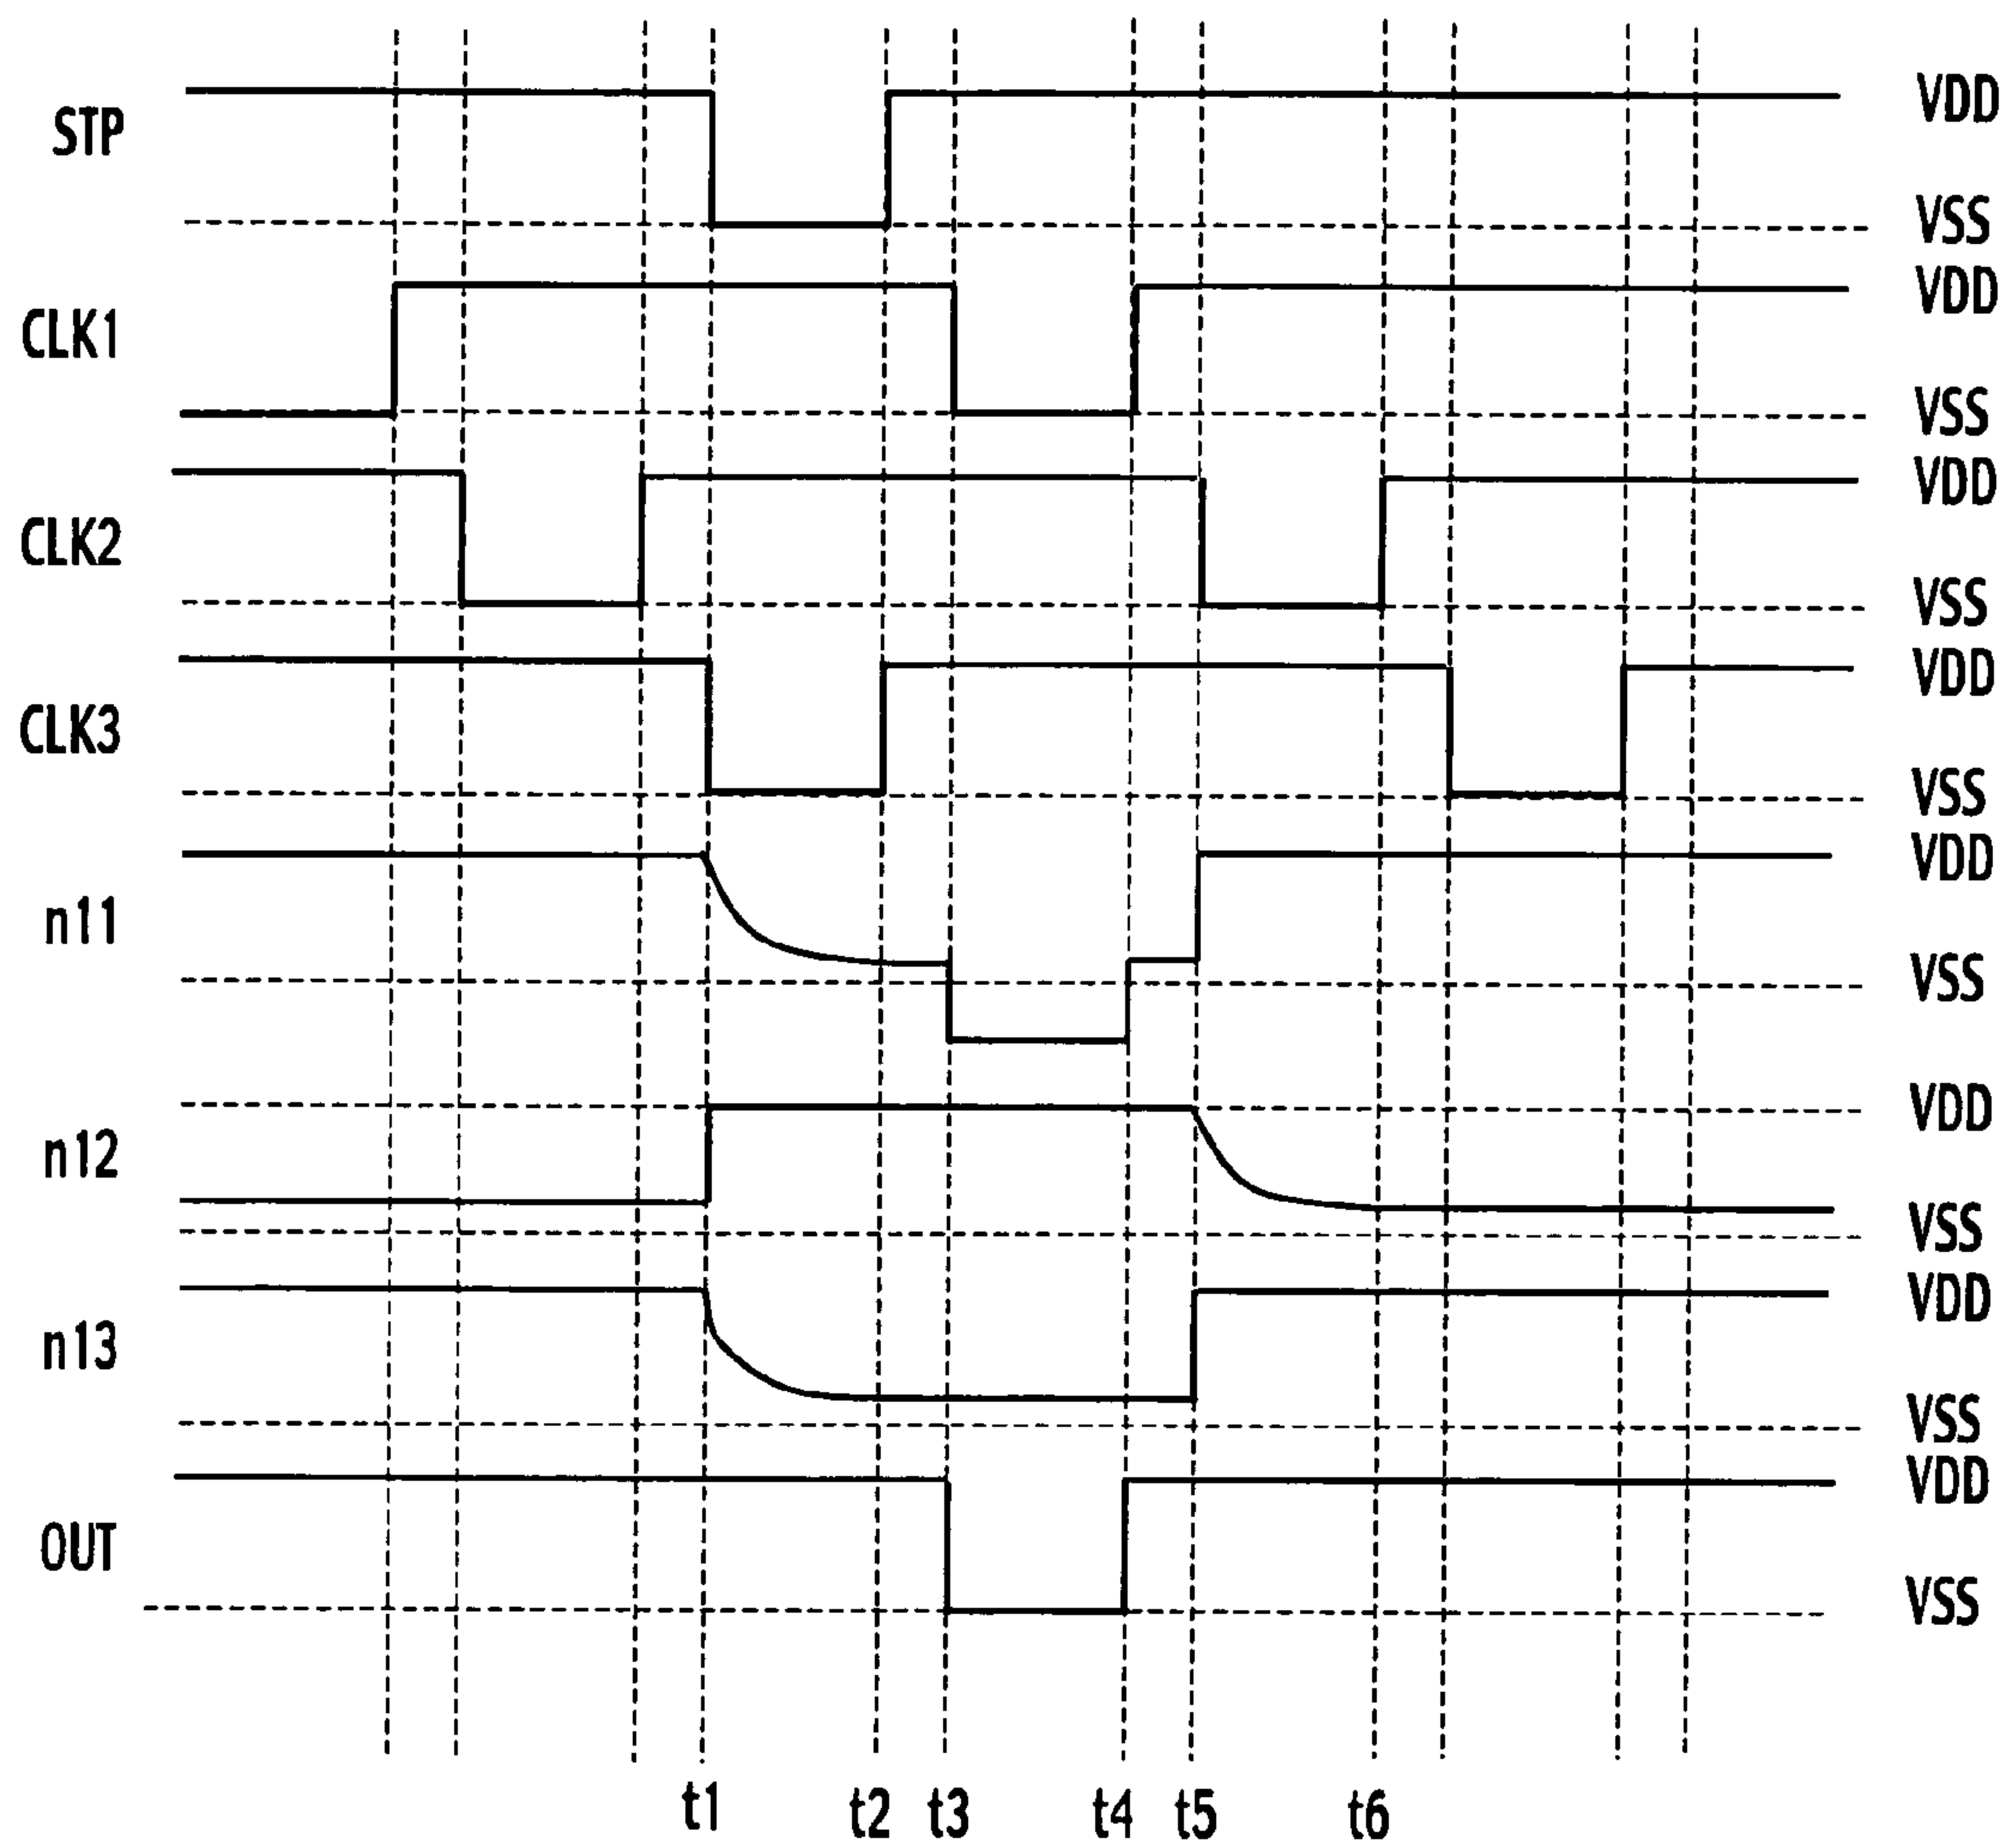 STP VDD
VSS
CLK1 VDD
VSS
CLK2 VDD
VSS
CLK3 VDD
VSS
n11 VDD
VSS
n12 VDD
VSS
n13 VDD
VSS
OUT VDD
VSS
t1 t2 t3 t4 t5 t6